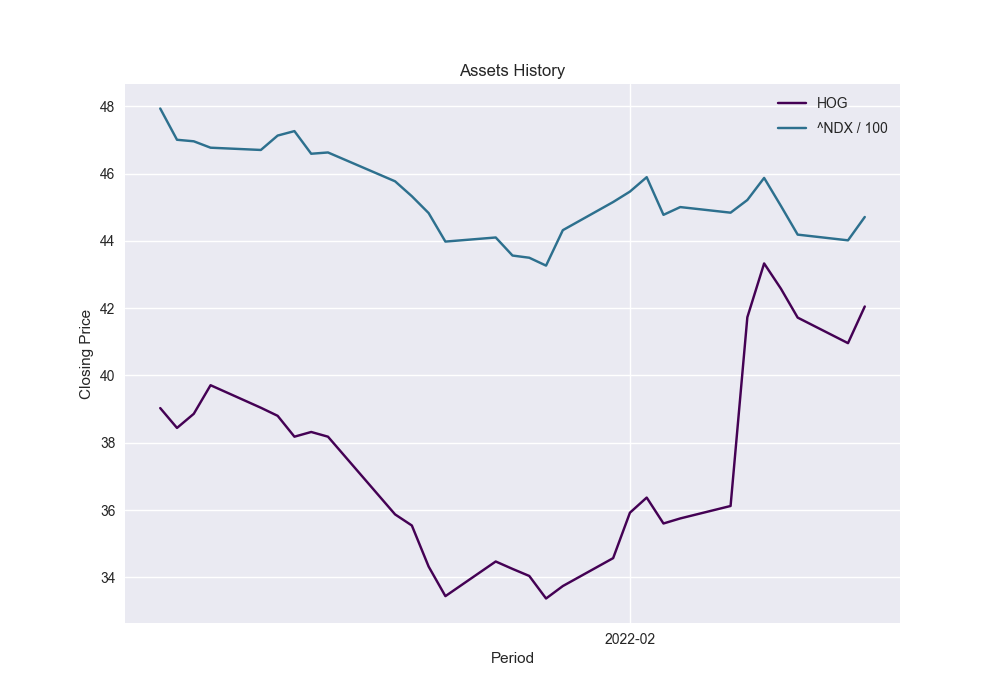 Assets History
HOG
^NDX / 100
48
46
44
42
40
38
36
34
Closing Price
2022-02
Period